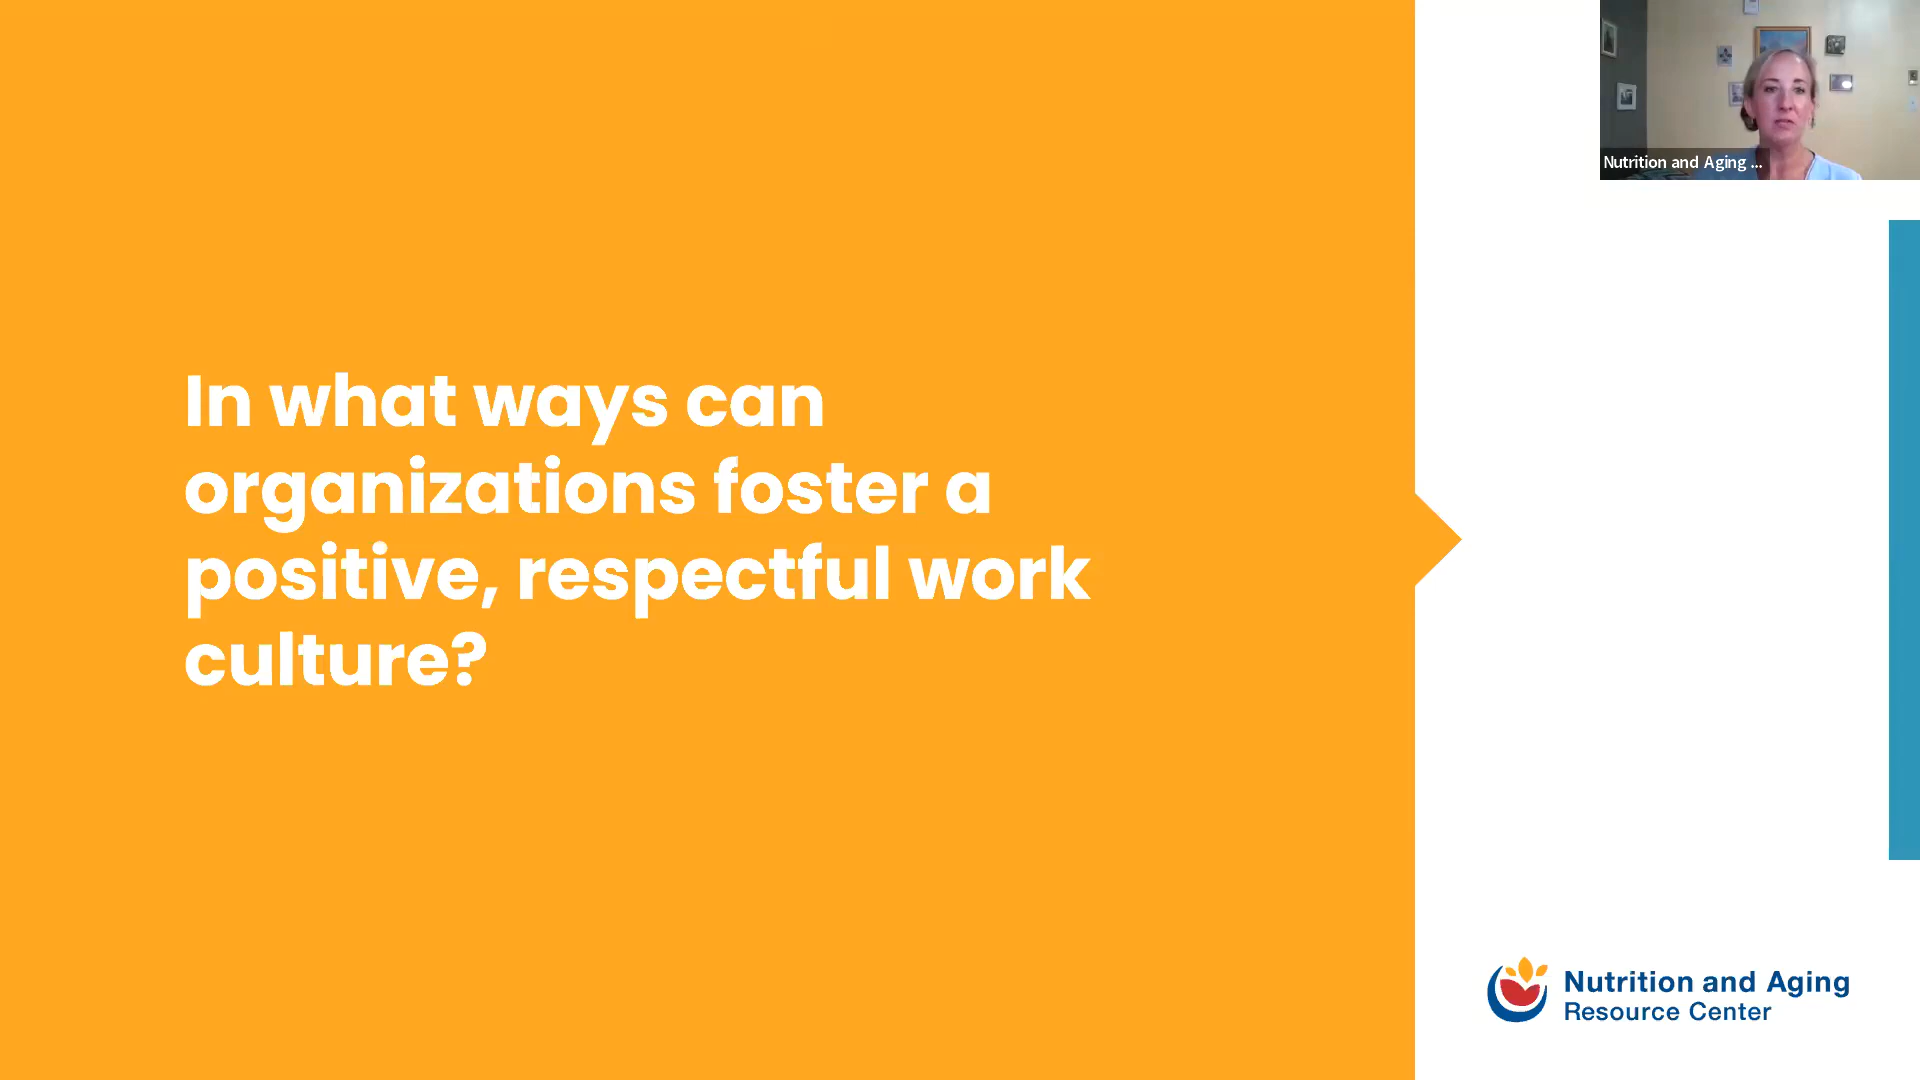 In what ways can
organizations foster a
positive, respectful work
culture?
Nutrition and Aging ...
Nutrition and Aging
Resource Center